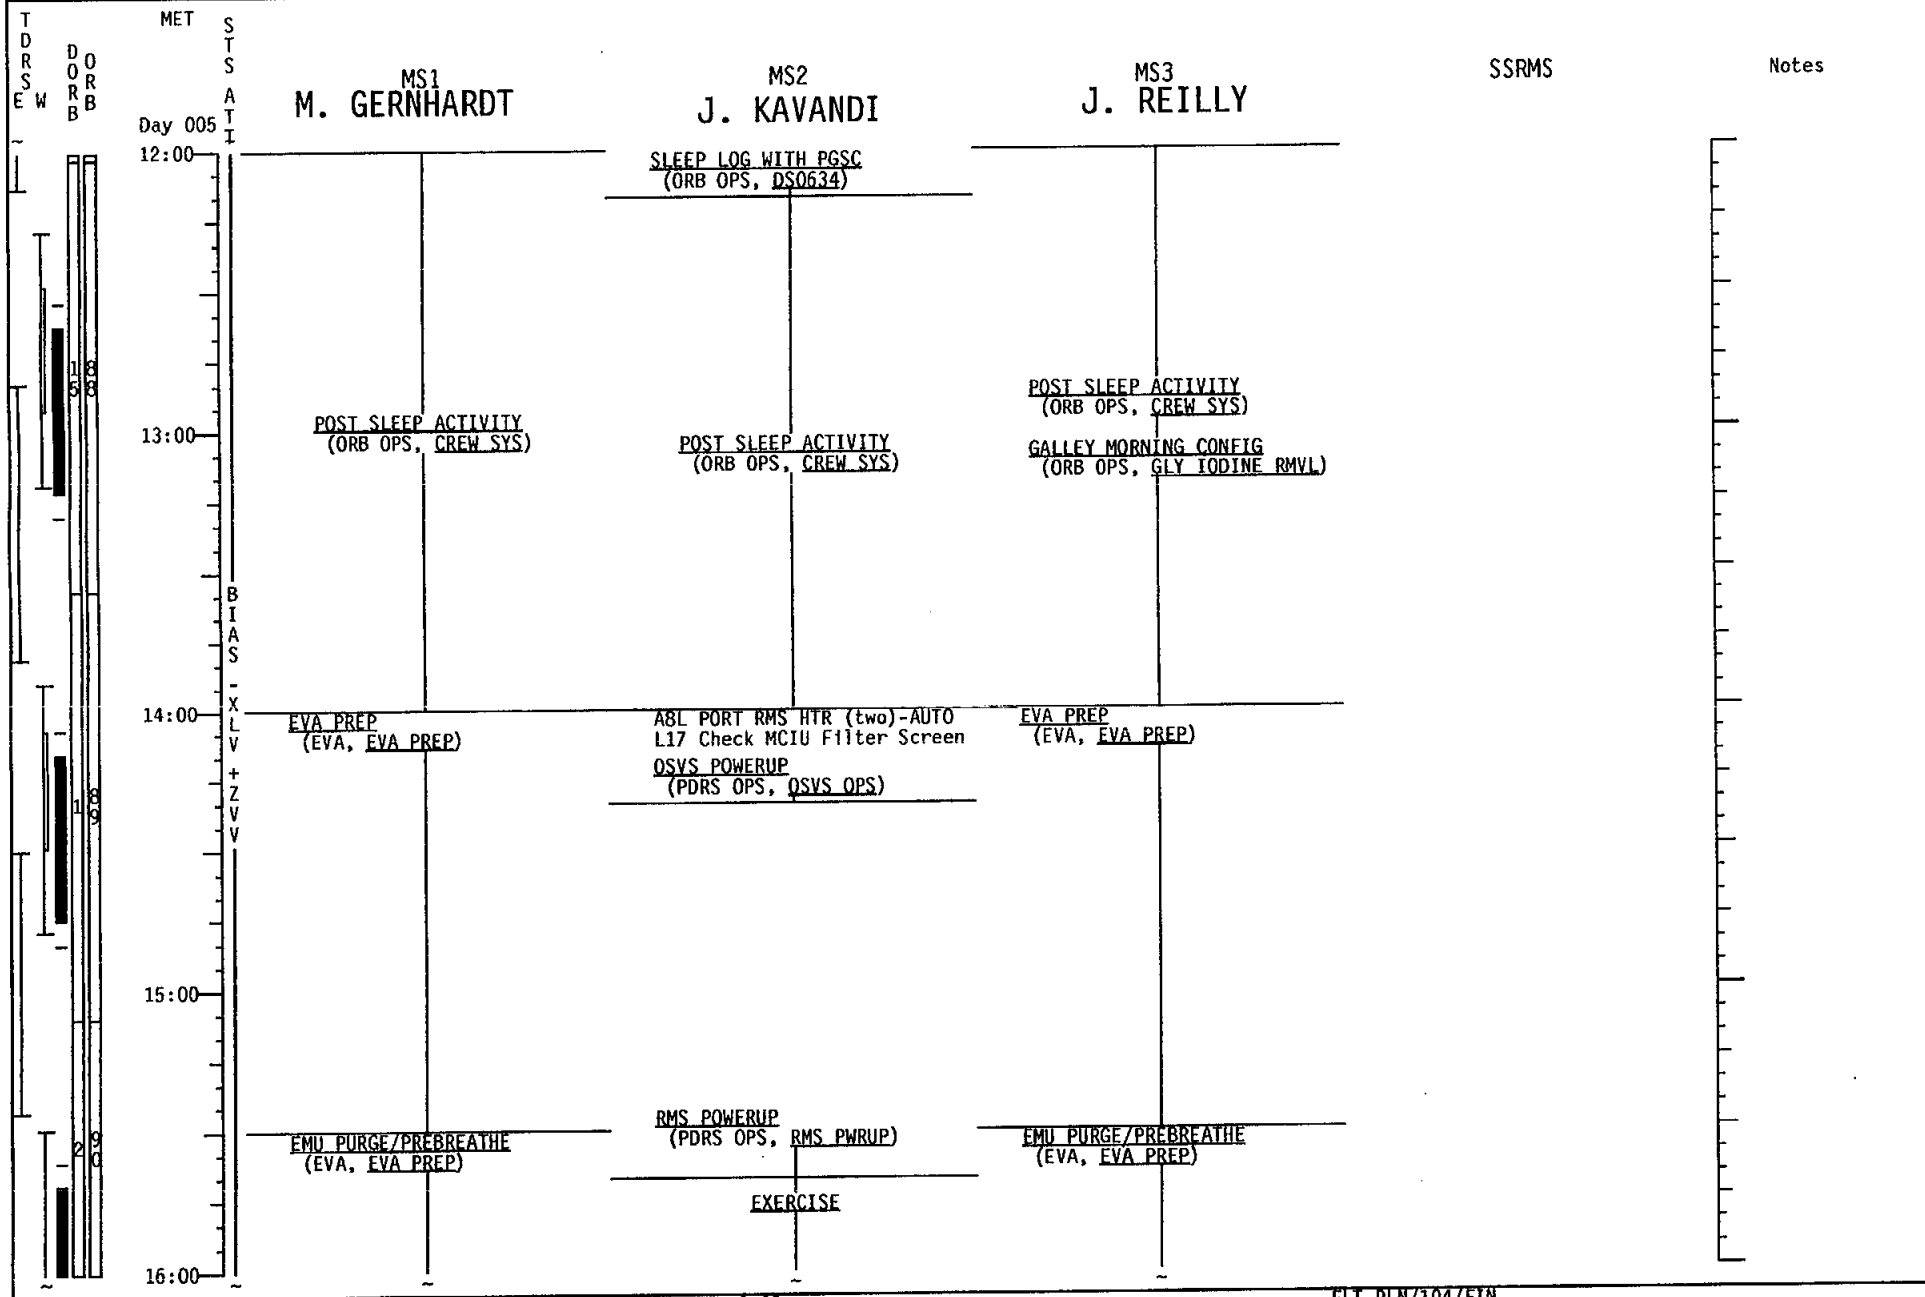 TDRS
E W
DORB
ORB
MET
STS ATT
MS1
M. GERNHARDT
MS2
J. KAVANDI
MS3
J. REILLY
SSRMS
Notes
Day 005
12:00
SLEEP LOG WITH PGSC
(ORB OPS, DSO634)
15
88
POST SLEEP ACTIVITY
(ORB OPS, CREW SYS)
13:00
POST SLEEP ACTIVITY
(ORB OPS, CREW SYS)
POST SLEEP ACTIVITY
(ORB OPS, CREW SYS)
GALLEY MORNING CONFIG
(ORB OPS, GLY IODINE RMVL)
BIAS -XLV +ZVV
14:00
EVA PREP
(EVA, EVA PREP)
A8L PORT RMS HTR (two)-AUTO
L17 Check MCIU Filter Screen
OSVS POWERUP
(PDRS OPS, OSVS OPS)
EVA PREP
(EVA, EVA PREP)
1
89
15:00
2
90
EMU PURGE/PREBREATHE
(EVA, EVA PREP)
RMS POWERUP
(PDRS OPS, RMS PWRUP)
EXERCISE
EMU PURGE/PREBREATHE
(EVA, EVA PREP)
16:00
FLT PLN/104/FIN